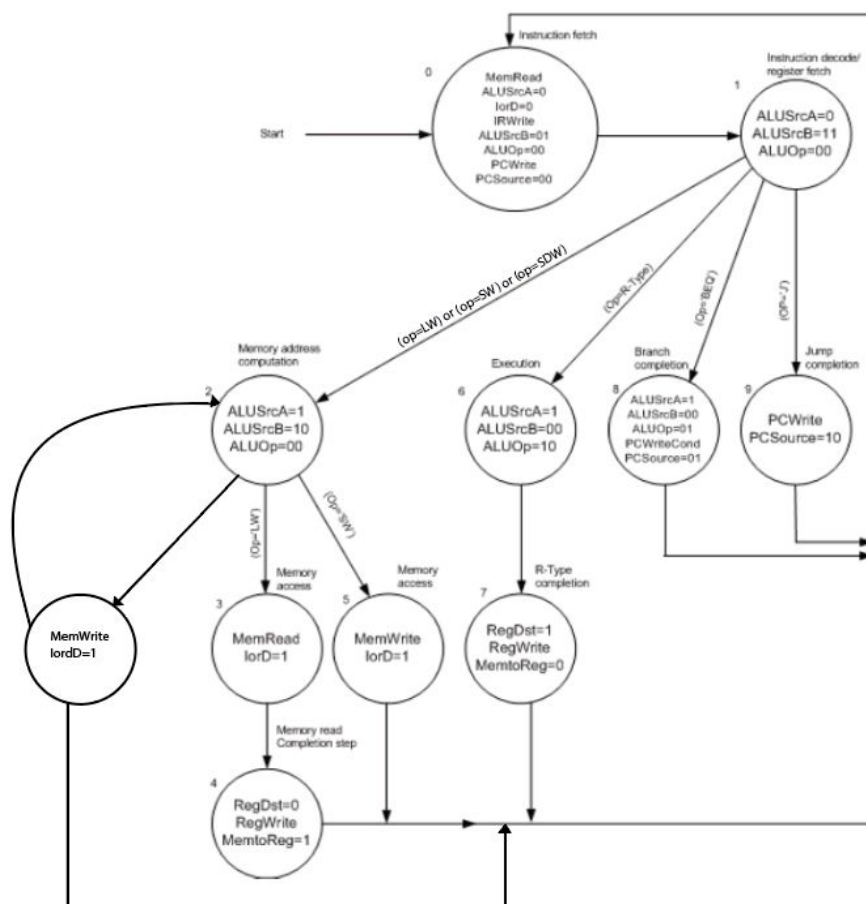 Instruction fetch
0
MemRead
ALUSrcA=0
IorD=0
IRWrite
ALUSrcB=01
ALUOp=00
PCWrite
PCSource=00
Start
Instruction decode/
register fetch
1
ALUSrcA=0
ALUSrcB=11
ALUOp=00
(op=LW) or (op=SW) or (op=SDW)
(Op=R-Type)
(Op='BEQ')
(OP='J')
Memory address
computation
2
ALUSrcA=1
ALUSrcB=10
ALUOp=00
Execution
6
ALUSrcA=1
ALUSrcB=00
ALUOp=10
Branch
completion
8
ALUSrcA=1
ALUSrcB=00
ALUOp=01
PCWriteCond
PCSource=01
Jump
completion
9
PCWrite
PCSource=10
(Op='LW')
(Op='SW')
MemWrite
IordD=1
Memory
access
3
MemRead
IorD=1
Memory
access
5
MemWrite
IorD=1
R-Type
completion
7
RegDst=1
RegWrite
MemtoReg=0
Memory read
Completion step
4
RegDst=0
RegWrite
MemtoReg=1